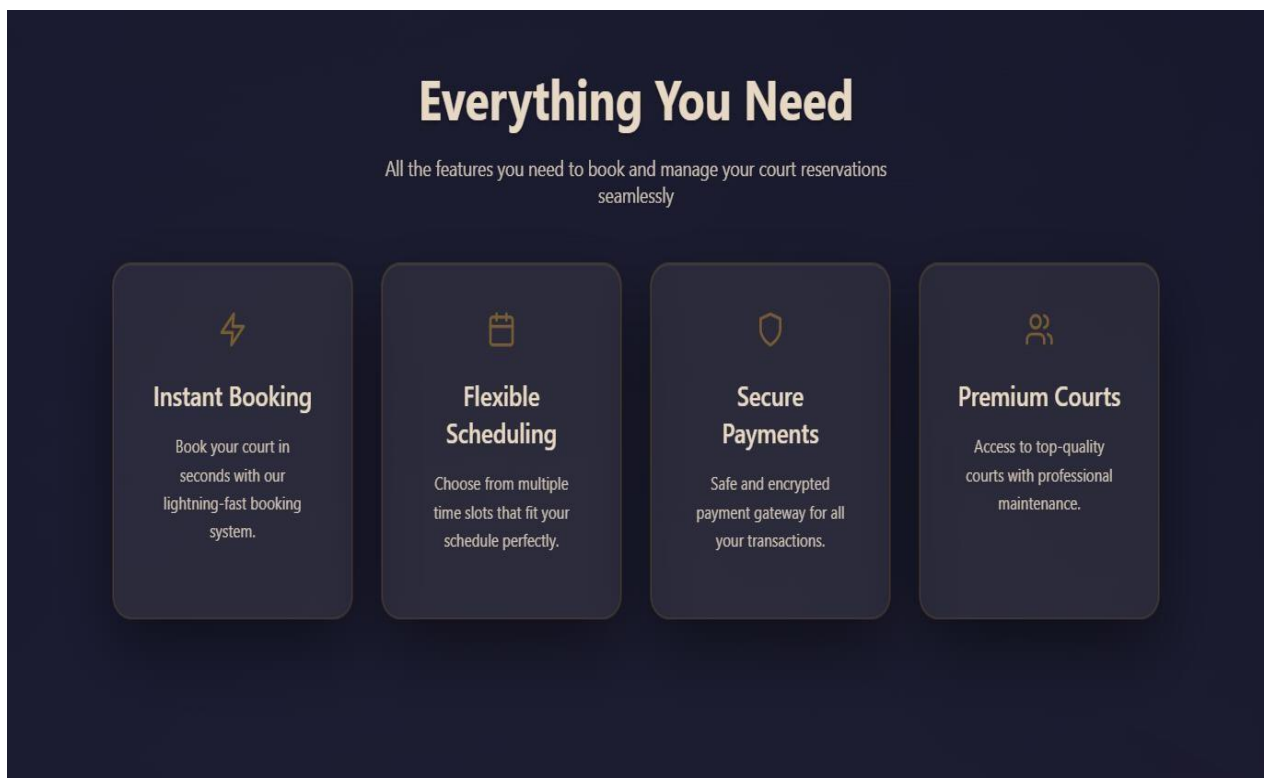 Everything You Need
All the features you need to book and manage your court reservations
seamlessly
Instant Booking
Book your court in
seconds with our
lightning-fast booking
system.
Flexible
Scheduling
Choose from multiple
time slots that fit your
schedule perfectly.
Secure
Payments
Safe and encrypted
payment gateway for all
your transactions.
Premium Courts
Access to top-quality
courts with professional
maintenance.